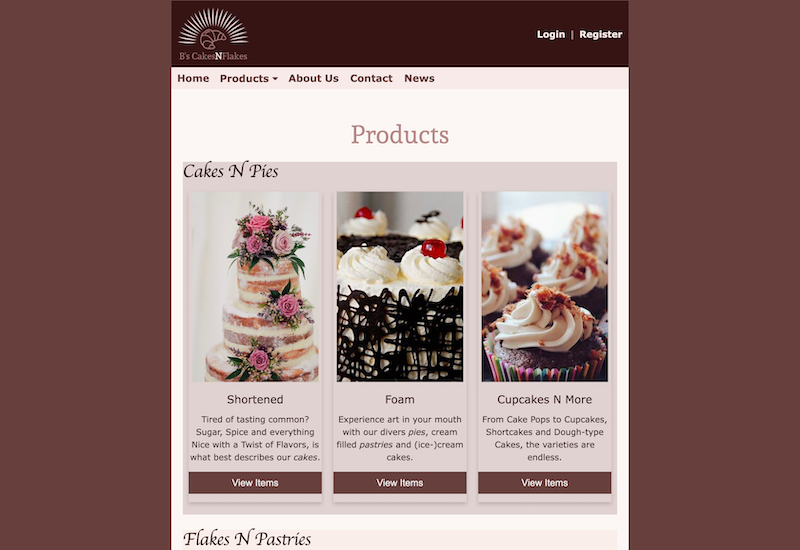 B's CakesNFlakes
Login | Register
Home Products About Us Contact News
Products
Cakes N Pies
Shortened
Tired of tasting common?
Sugar, Spice and everything
Nice with a Twist of Flavors, is
what best describes our cakes.
View Items
Foam
Experience art in your mouth
with our divers pies, cream
filled pastries and (ice-)cream
cakes.
View Items
Cupcakes N More
From Cake Pops to Cupcakes,
Shortcakes and Dough-type
Cakes, the varieties are
endless.
View Items
Flakes N Pastries